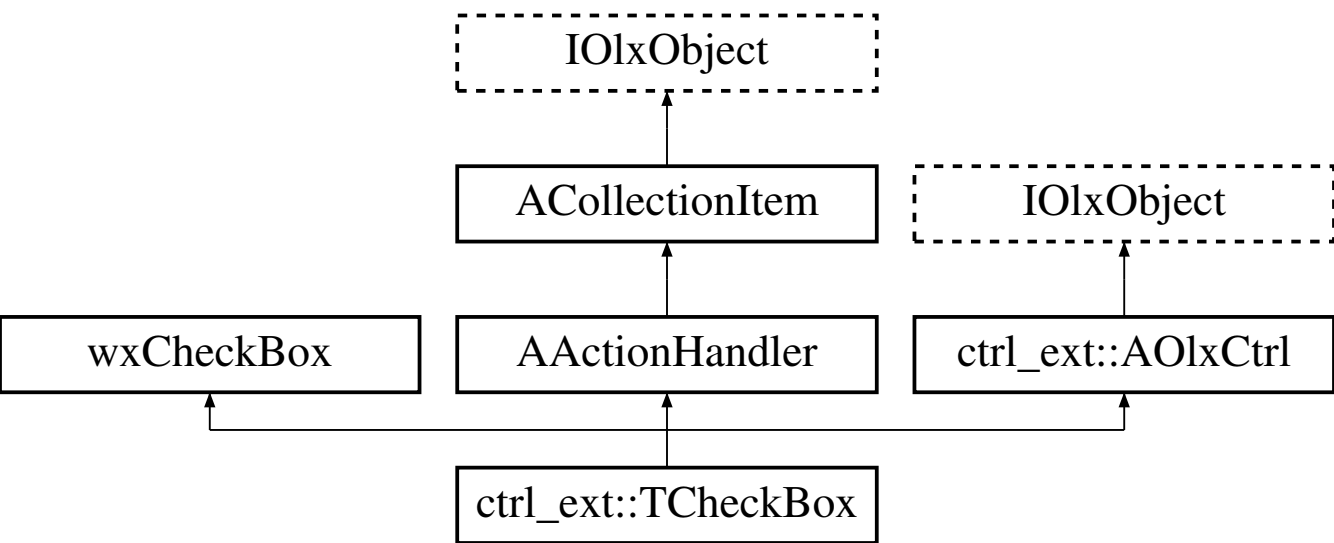 IOlxObject
ACollectionItem
IOlxObject
wxCheckBox
AActionHandler
ctrl_ext::AOlxCtrl
ctrl_ext::TCheckBox